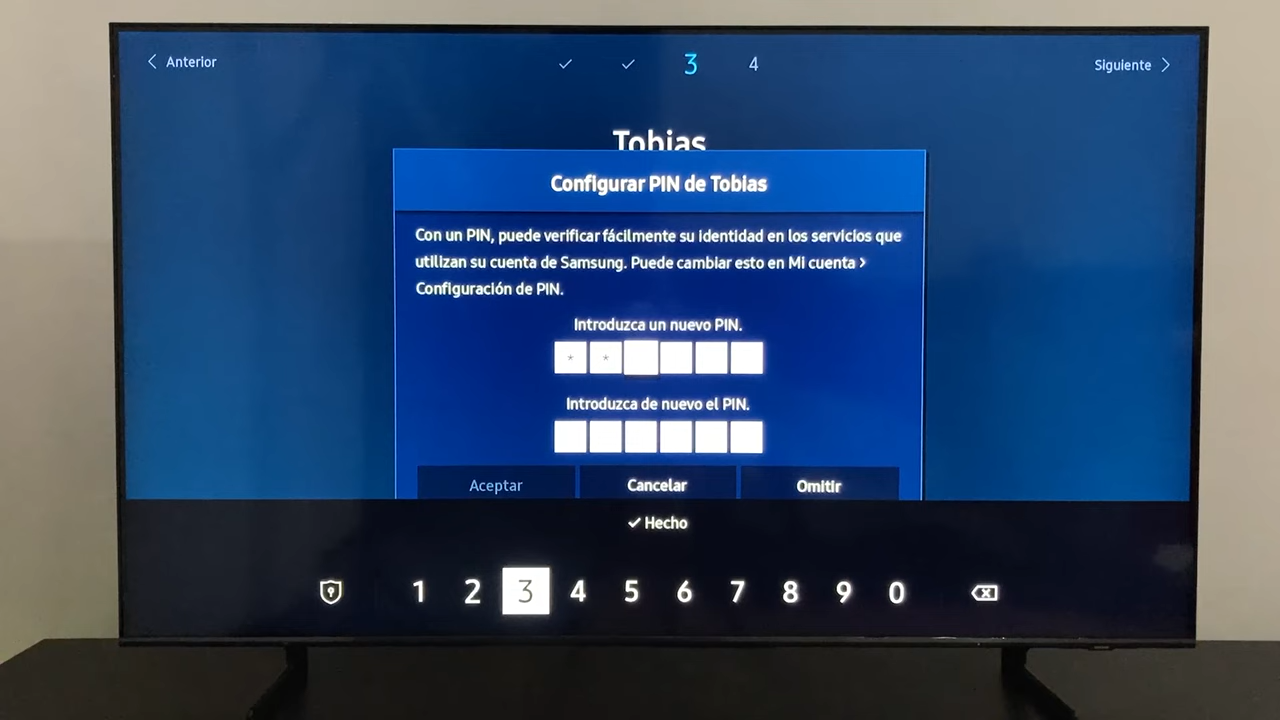 Anterior
3
4
Siguiente
Tobias
Configurar PIN de Tobias
Con un PIN, puede verificar fácilmente su identidad en los servicios que
utilizan su cuenta de Samsung. Puede cambiar esto en Mi cuenta >
Configuración de PIN.
Introduzca un nuevo PIN.
* *
Introduzca de nuevo el PIN.
Aceptar
Cancelar
Omitir
Hecho
1 2 3 4 5 6 7 8 9 0